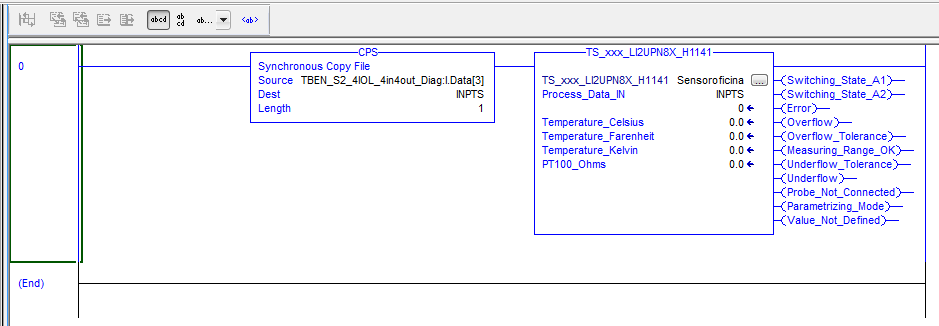 abcd
ab
cd
ab...
<ab>
0
CPS
Synchronous Copy File
Source TBEN_S2_4IOL_4in4out_Diag:I.Data[3]
Dest INPTS
Length 1
TS_xxx_LI2UPN8X_H1141
TS_xxx_LI2UPN8X_H1141 Sensoroficina ...
Process_Data_IN INPTS
0
Temperature_Celsius 0.0
Temperature_Farenheit 0.0
Temperature_Kelvin 0.0
PT100_Ohms 0.0
(Switching_State_A1)
(Switching_State_A2)
(Error)
(Overflow)
(Overflow_Tolerance)
(Measuring_Range_OK)
(Underflow_Tolerance)
(Underflow)
(Probe_Not_Connected)
(Parametrizing_Mode)
(Value_Not_Defined)
(End)